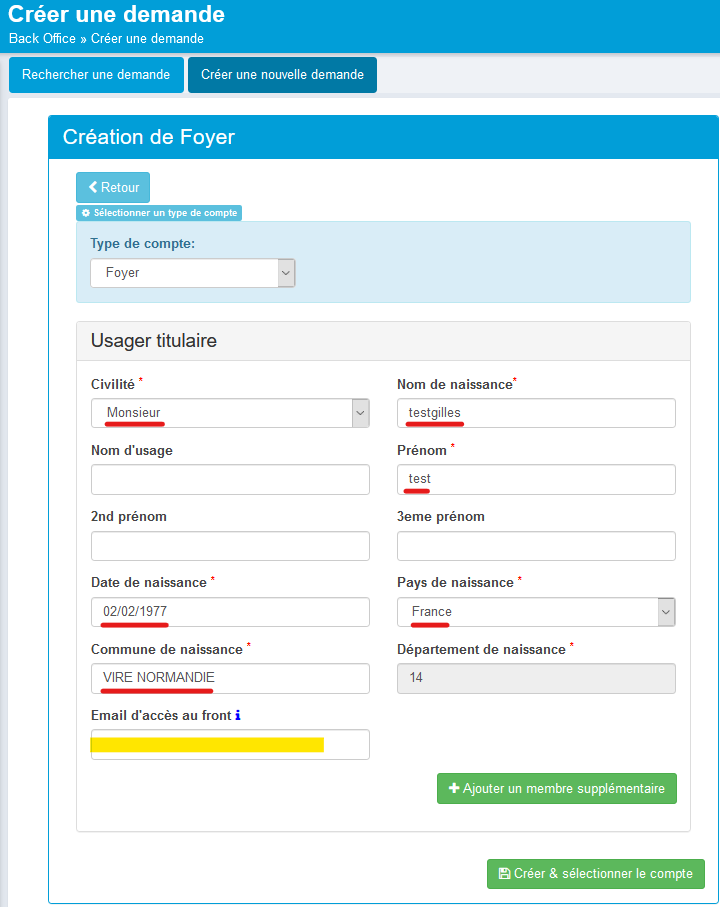 Créer une demande
Back Office » Créer une demande
Rechercher une demande
Créer une nouvelle demande
Création de Foyer
Retour
Sélectionner un type de compte
Type de compte:
Foyer
Usager titulaire
Civilité *
Nom de naissance*
Monsieur
testgilles
Nom d'usage
Prénom *
test
2nd prénom
3eme prénom
Date de naissance *
Pays de naissance *
02/02/1977
France
Commune de naissance *
Département de naissance *
VIRE NORMANDIE
14
Email d'accès au front i
Ajouter un membre supplémentaire
Créer & sélectionner le compte